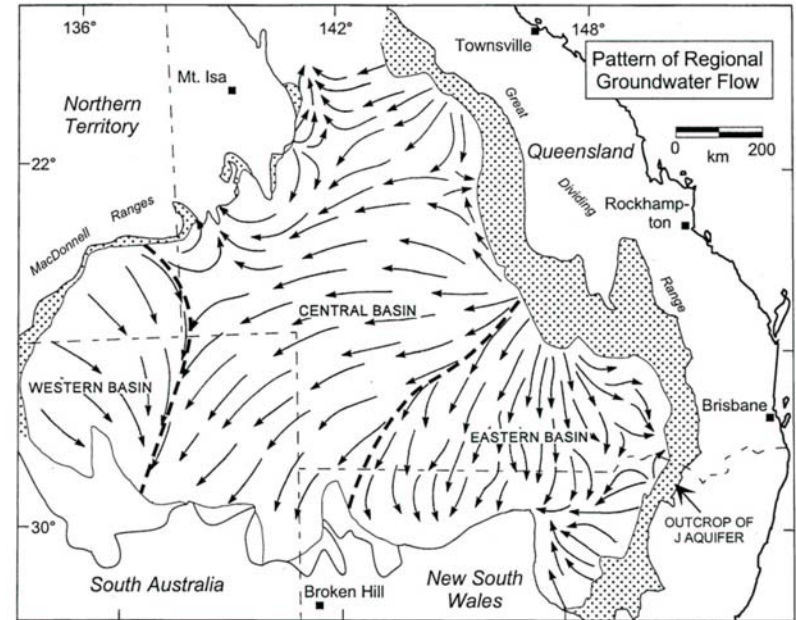 136°
142°
148°
Townsville
Pattern of Regional
Groundwater Flow
Mt. Isa
Northern
Territory
Great
Queensland
0
200
km
22°
Dividing
Rockhamp-
ton
MacDonnell Ranges
Range
CENTRAL BASIN
WESTERN BASIN
EASTERN BASIN
Brisbane
30°
OUTCROP OF
J AQUIFER
South Australia
Broken Hill
New South
Wales